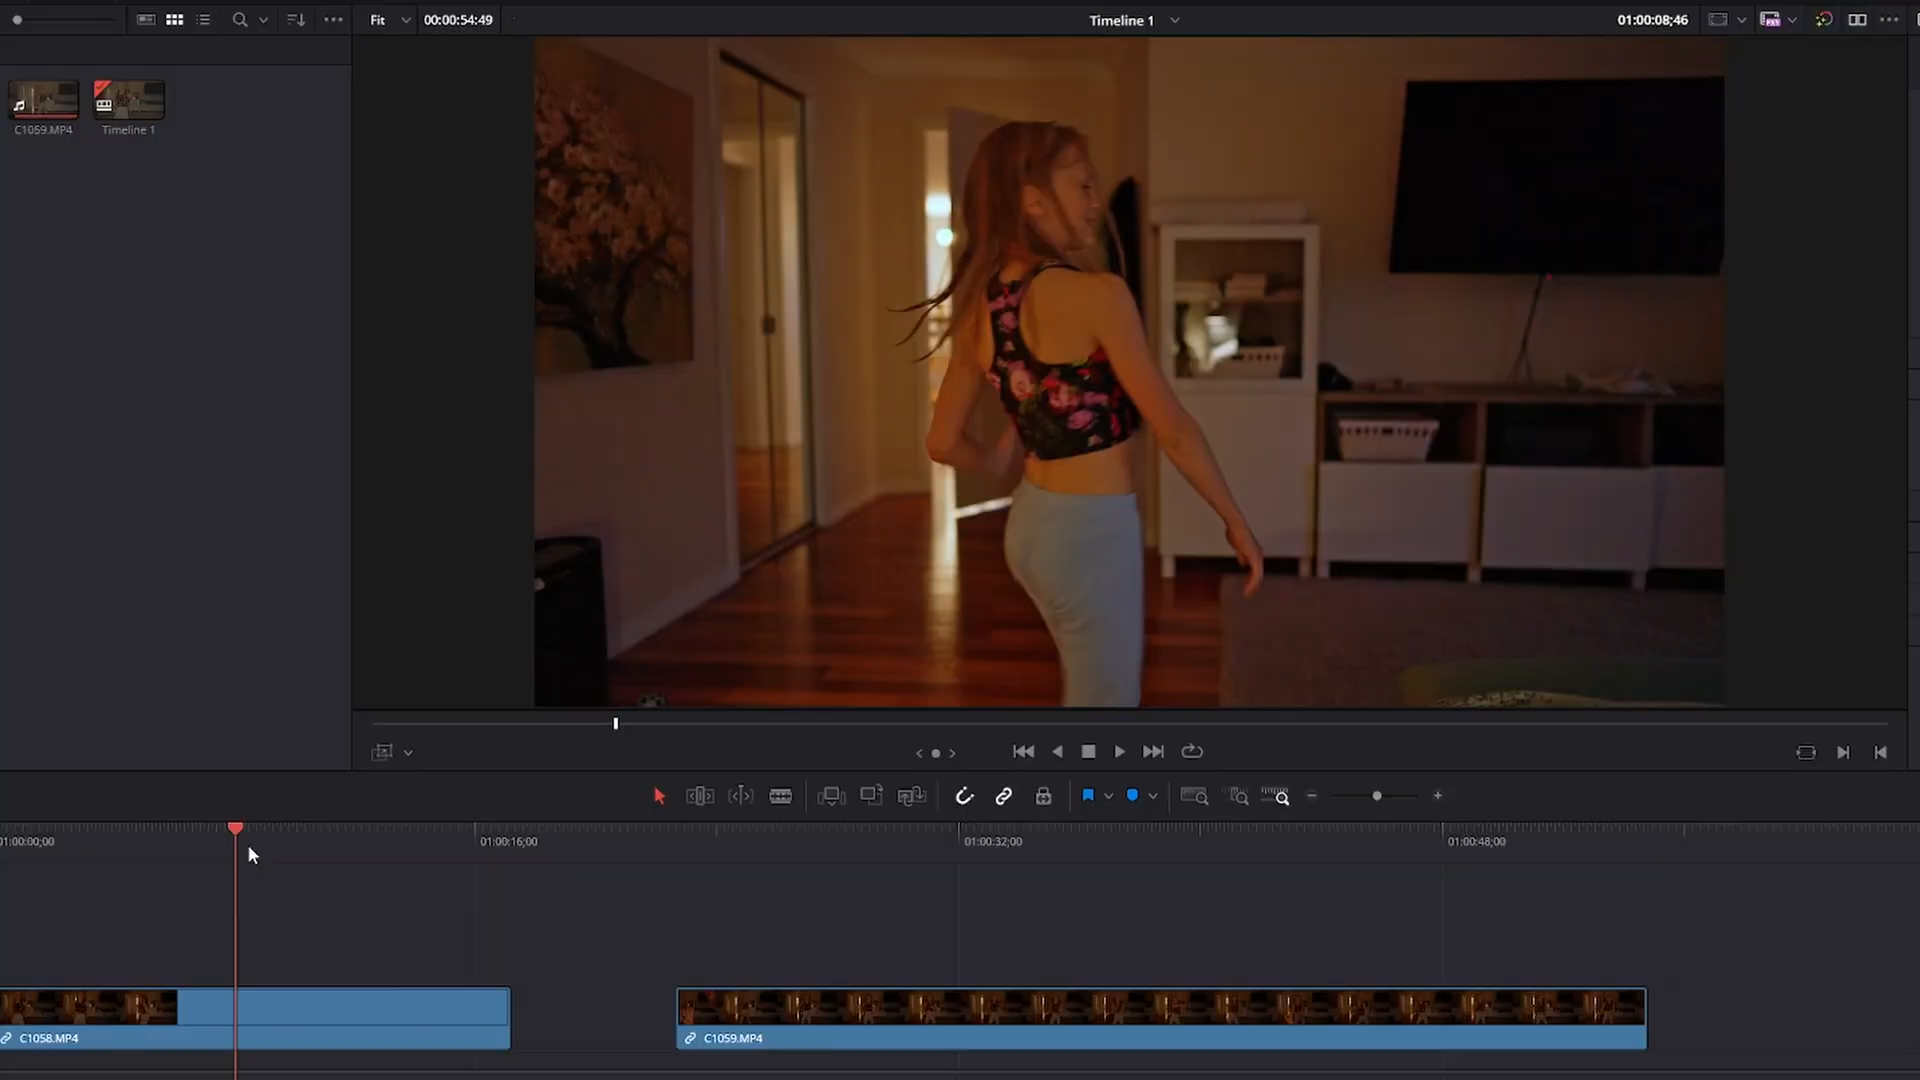 Fit 00:00:54:49 Timeline 1 01:00:08;46
C1059.MP4 Timeline 1
01:00:00;00 01:00:16;00 01:00:32;00 01:00:48;00
C1058.MP4 C1059.MP4